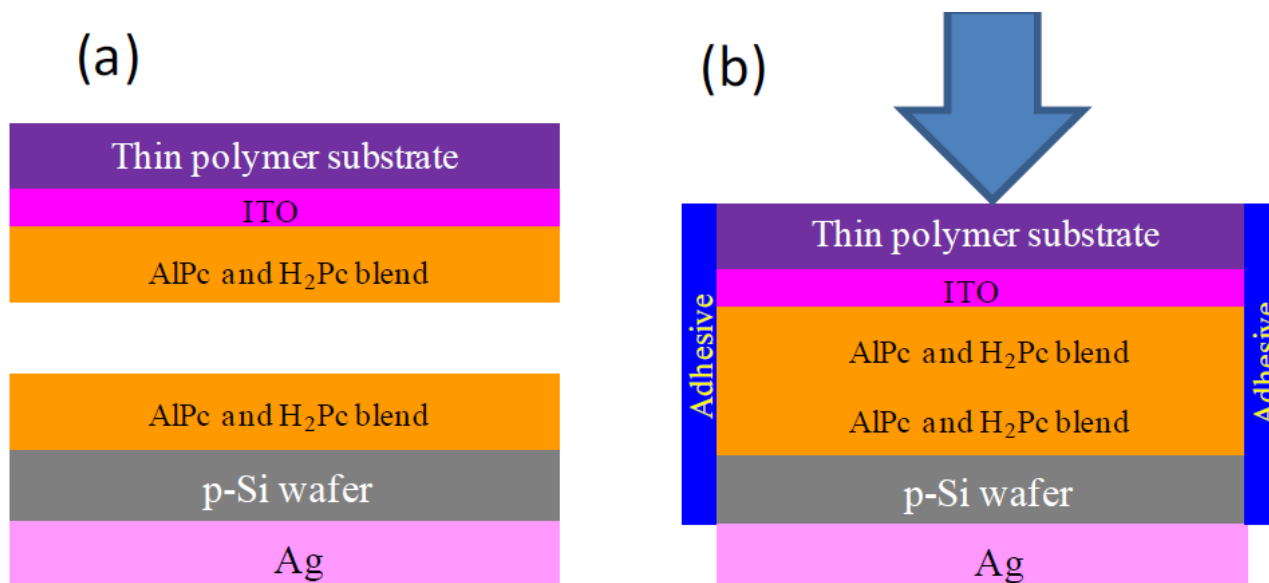 (a)
Thin polymer substrate
ITO
AlPc and H₂Pc blend
AlPc and H₂Pc blend
p-Si wafer
Ag
(b)
Thin polymer substrate
ITO
AlPc and H₂Pc blend
AlPc and H₂Pc blend
p-Si wafer
Ag
Adhesive
Adhesive